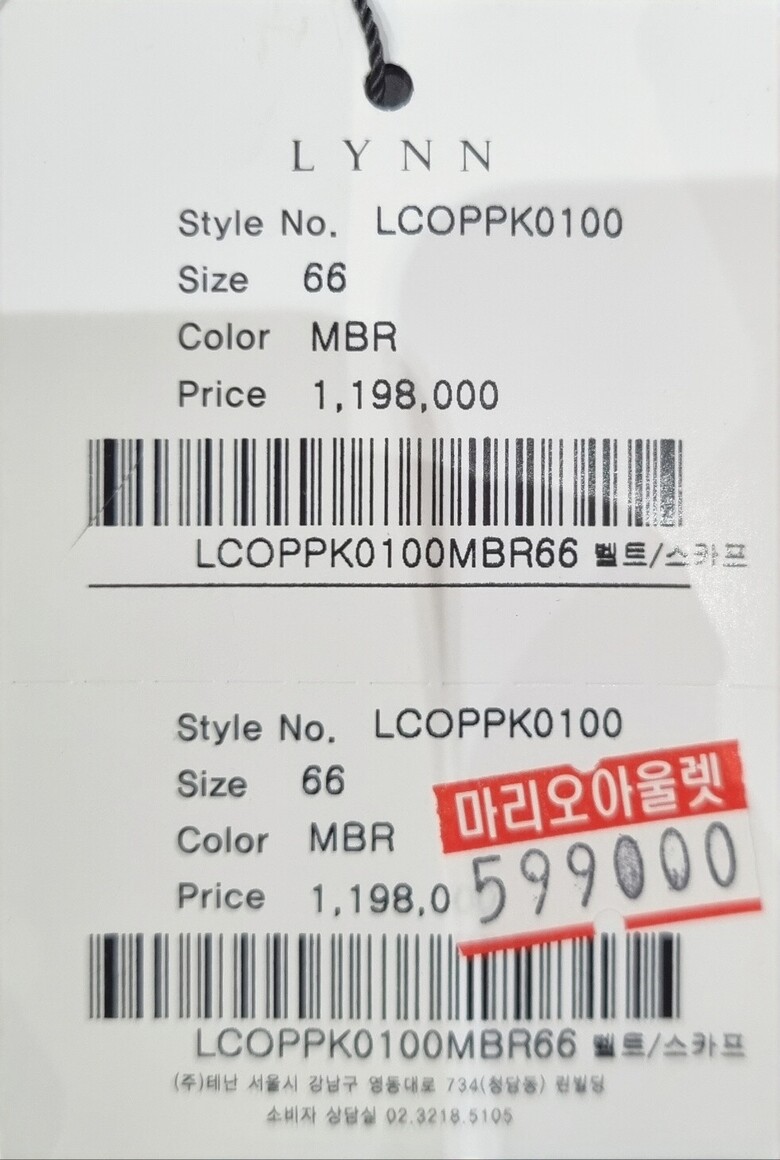 LYNN
Style No. LCOPPK0100
Size 66
Color MBR
Price 1,198,000
LCOPPK0100MBR66 벨트/스카프
Style No. LCOPPK0100
Size 66
Color MBR
Price 1,198,0
마리오아울렛
599000
LCOPPK0100MBR66 벨트/스카프
(주)테난 서울시 강남구 영동대로 734(청담동) 린빌딩
소비자 상담실 02.3218.5105